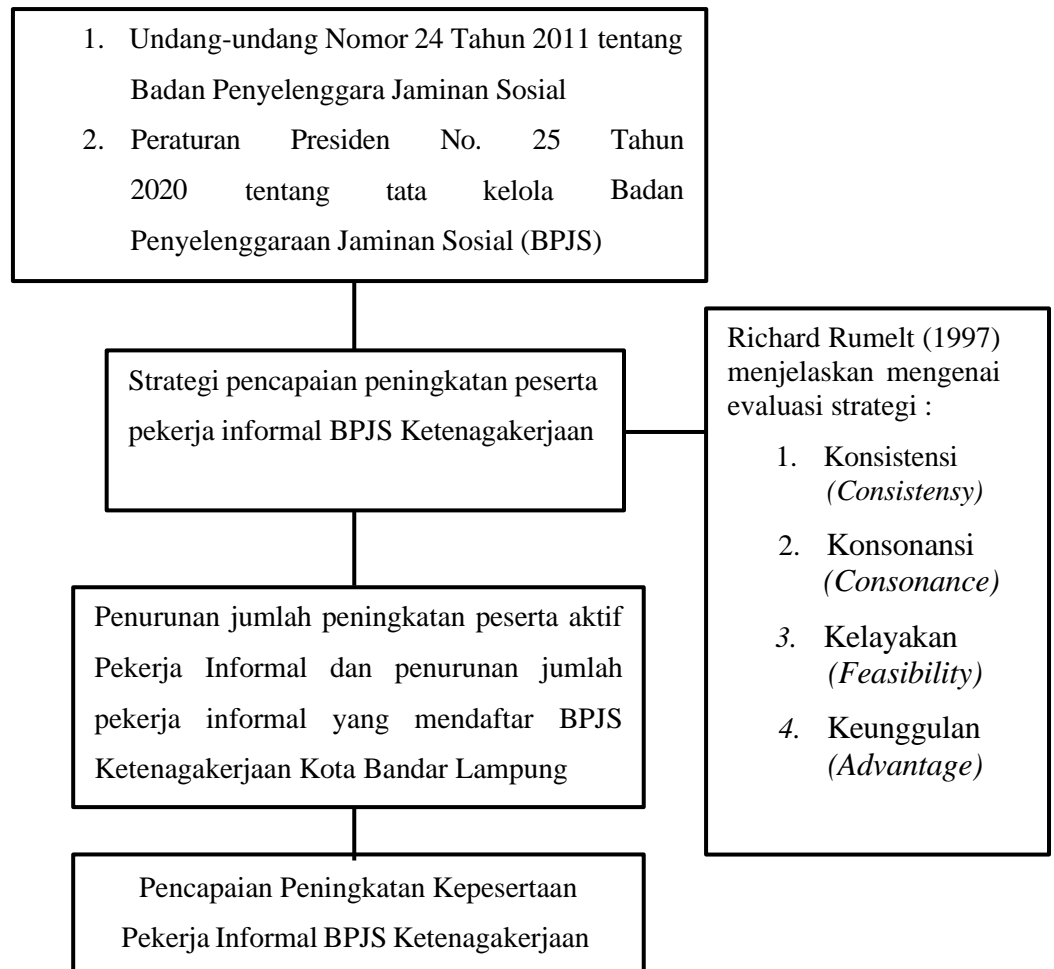 1. Undang-undang Nomor 24 Tahun 2011 tentang
Badan Penyelenggara Jaminan Sosial
2. Peraturan Presiden No. 25 Tahun
2020 tentang tata kelola Badan
Penyelenggaraan Jaminan Sosial (BPJS)
Strategi pencapaian peningkatan peserta
pekerja informal BPJS Ketenagakerjaan
Richard Rumelt (1997)
menjelaskan mengenai
evaluasi strategi :
1. Konsistensi
(Consistensy)
2. Konsonansi
(Consonance)
3. Kelayakan
(Feasibility)
4. Keunggulan
(Advantage)
Penurunan jumlah peningkatan peserta aktif
Pekerja Informal dan penurunan jumlah
pekerja informal yang mendaftar BPJS
Ketenagakerjaan Kota Bandar Lampung
Pencapaian Peningkatan Kepesertaan
Pekerja Informal BPJS Ketenagakerjaan